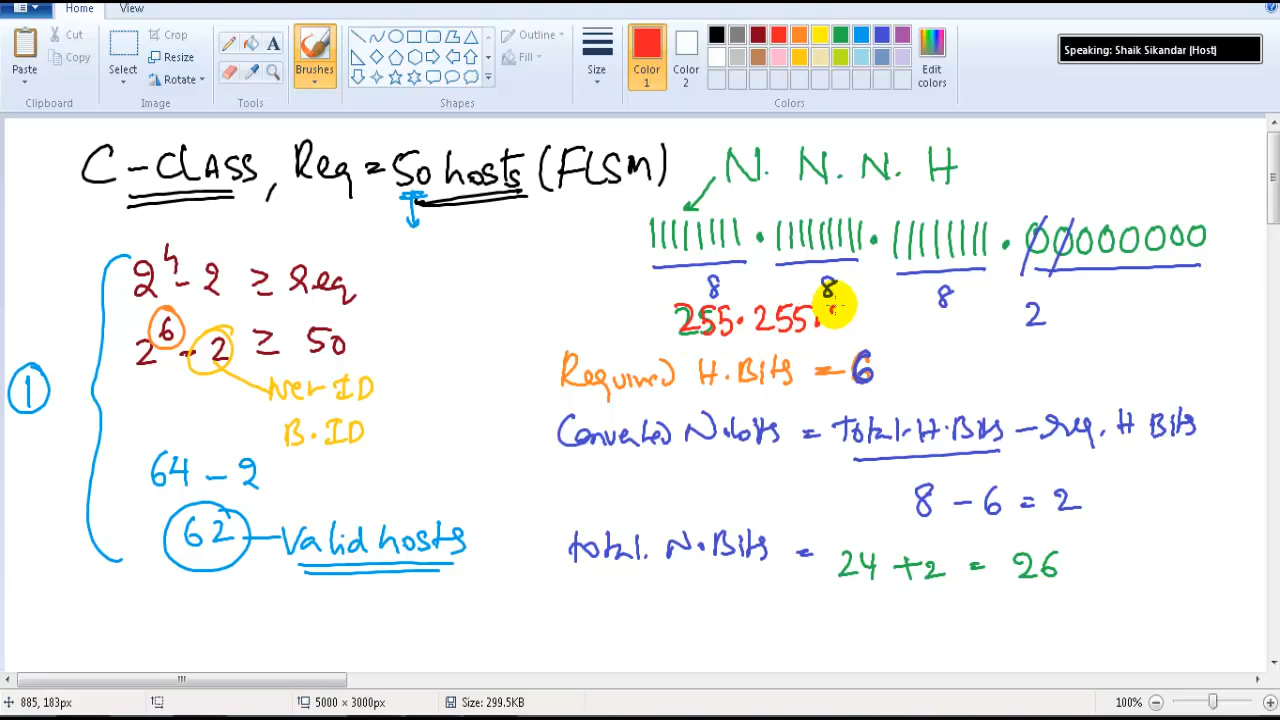 Home View
Speaking: Shaik Sikandar (Host)
Paste
Cut
Copy
Clipboard
Select
Crop
Resize
Rotate
Image
A
Tools
Brushes
Outline
Fill
Shapes
Size
Color 1
Color 2
Edit colors
Colors
C-Class, Req = 50 hosts (FLSM)
N. N. N. H
11111111 . 11111111 . 11111111 . 00000000
8 8 8 2
255.255.
2^h - 2 ≥ Req
2^6 - 2 ≥ 50
Net ID
B.ID
1
64 - 2
62 - Valid hosts
Required H.Bits = 6
Converted N.bits = Total.H.Bits - Req. H Bits
8 - 6 = 2
total. N.Bits = 24 + 2 = 26
885, 183px
5000 × 3000px
Size: 299.5KB
100%